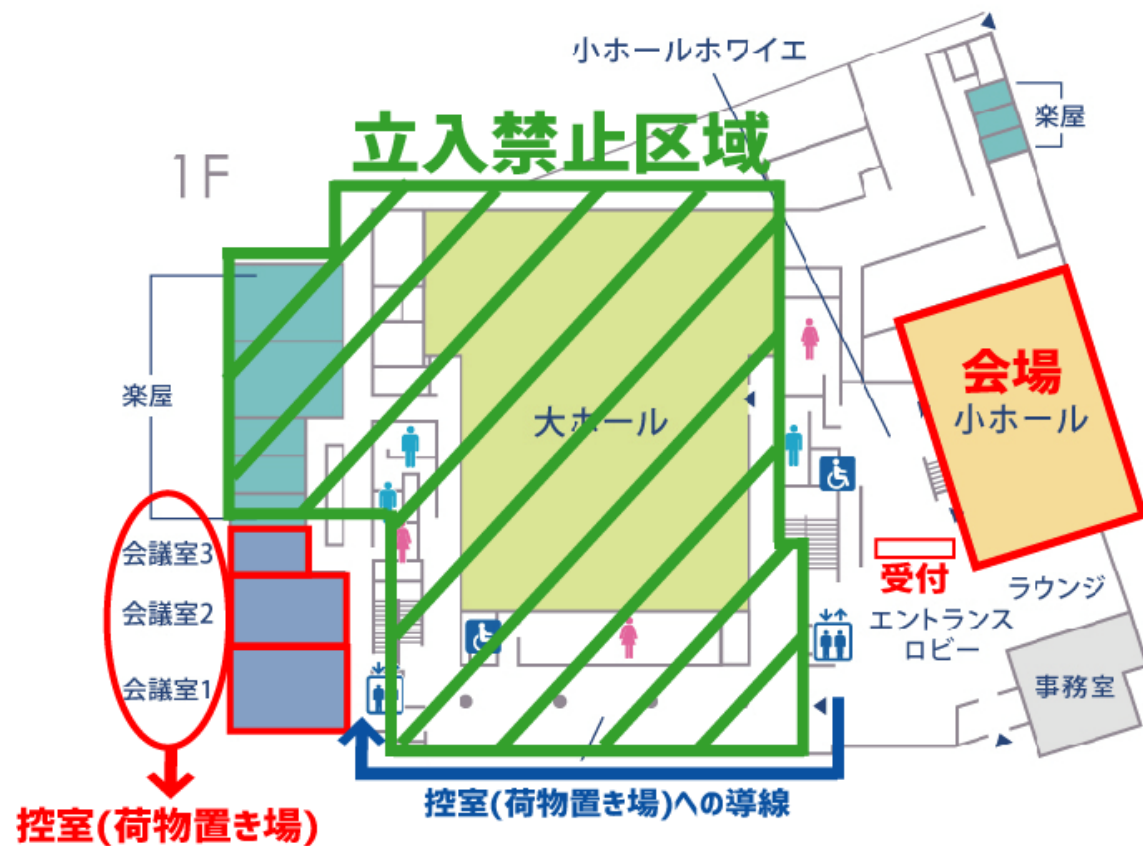 小ホールホワイエ
楽屋
立入禁止区域
1F
会場
小ホール
楽屋
大ホール
会議室3
会議室2
会議室1
受付
ラウンジ
エントランス
ロビー
事務室
控室(荷物置き場)への導線
控室(荷物置き場)